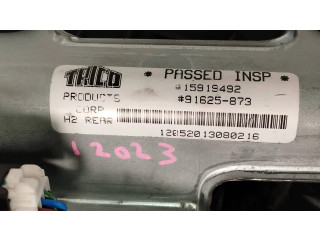 TRICO * PASSED INSP *
*15919492
PRODUCTS #91625-873
CORP
H2 REAR
12052013080216
12023